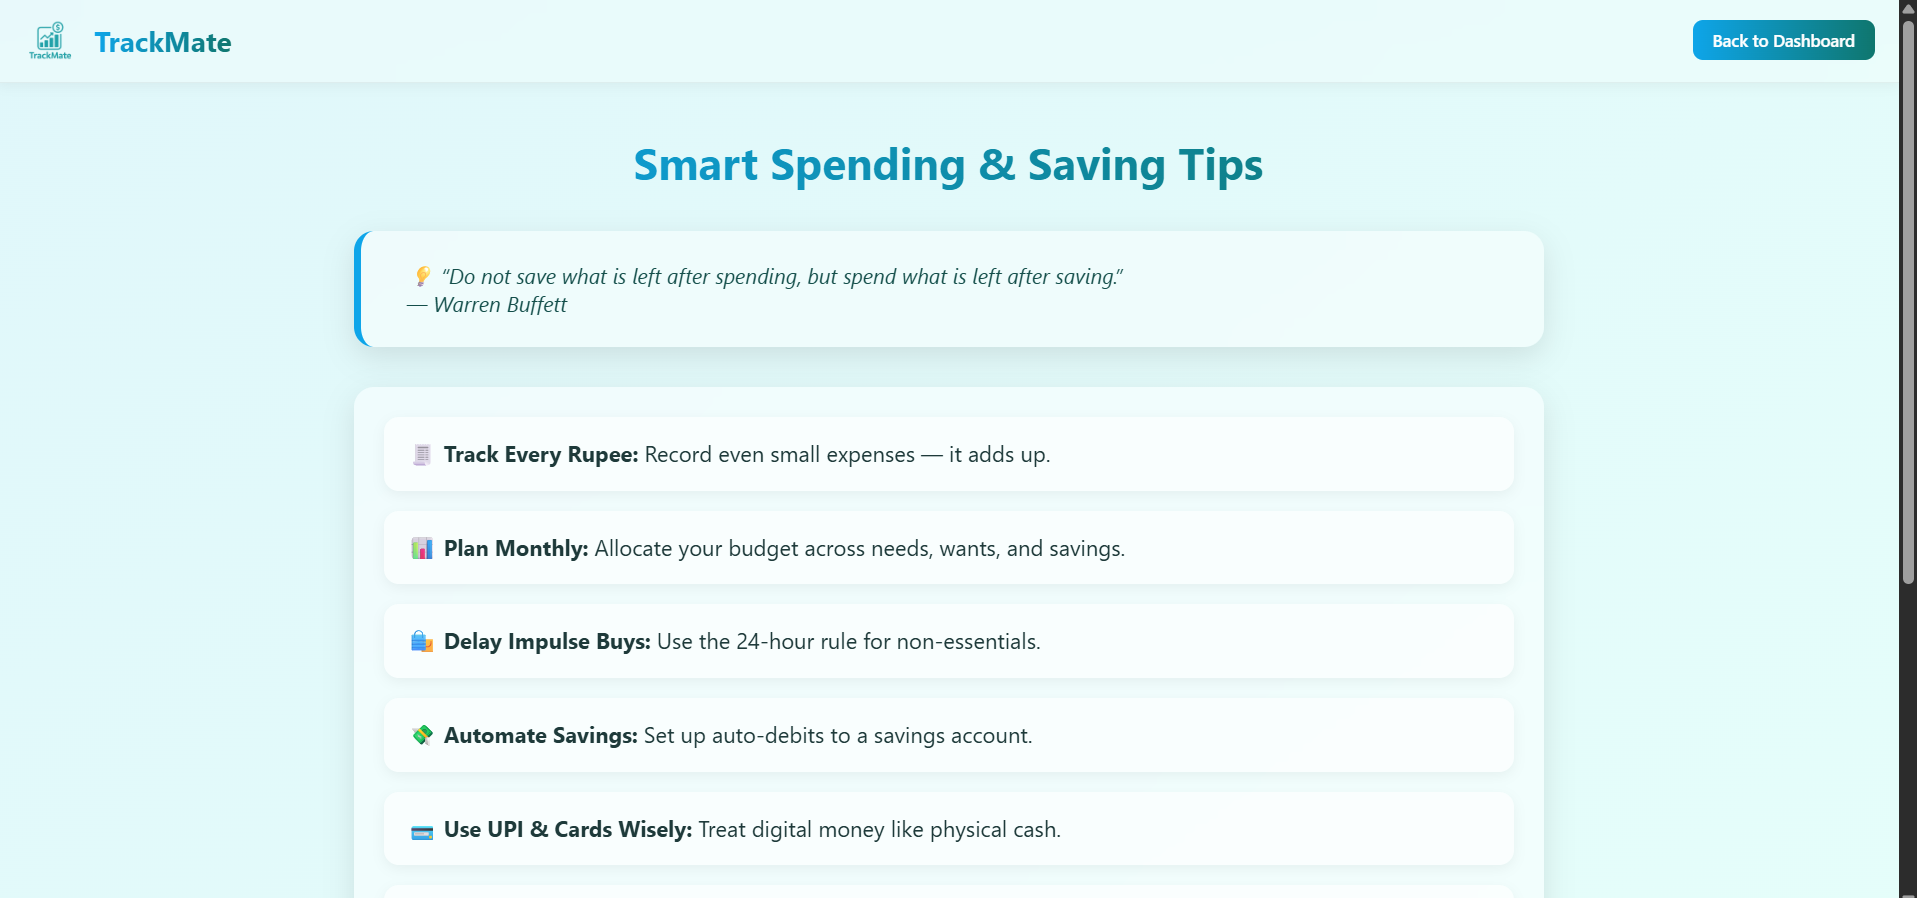 TrackMate
TrackMate
Back to Dashboard
Smart Spending & Saving Tips
💡 “Do not save what is left after spending, but spend what is left after saving.”
— Warren Buffett
🧾 Track Every Rupee: Record even small expenses — it adds up.
📊 Plan Monthly: Allocate your budget across needs, wants, and savings.
🛍️ Delay Impulse Buys: Use the 24-hour rule for non-essentials.
💸 Automate Savings: Set up auto-debits to a savings account.
💳 Use UPI & Cards Wisely: Treat digital money like physical cash.